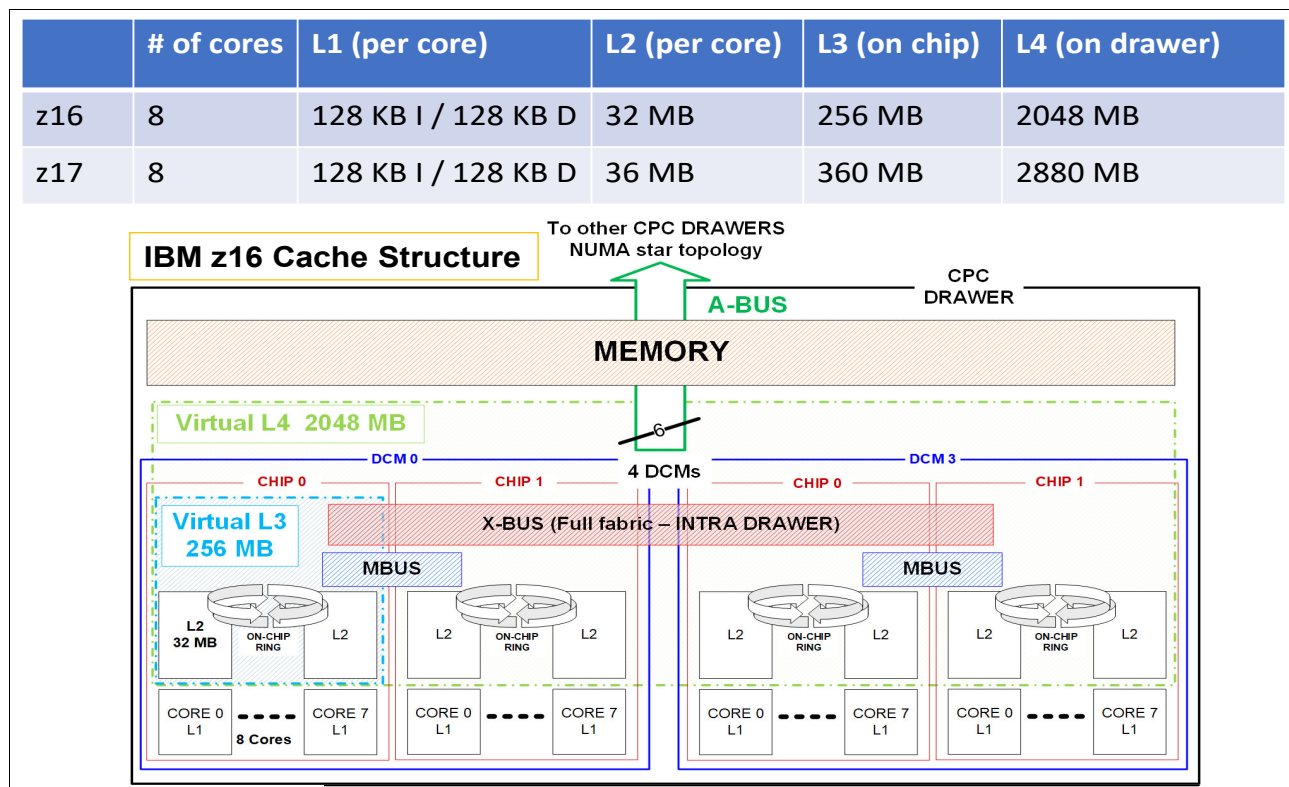 # of cores L1 (per core) L2 (per core) L3 (on chip) L4 (on drawer)
z16 8 128 KB I / 128 KB D 32 MB 256 MB 2048 MB
z17 8 128 KB I / 128 KB D 36 MB 360 MB 2880 MB
To other CPC DRAWERS
NUMA star topology
IBM z16 Cache Structure
CPC
DRAWER
A-BUS
MEMORY
Virtual L4 2048 MB
6
DCM 0
4 DCMs
DCM 3
CHIP 0
CHIP 1
CHIP 0
CHIP 1
Virtual L3
256 MB
X-BUS (Full fabric – INTRA DRAWER)
MBUS
MBUS
L2
32 MB
ON-CHIP
RING
L2
L2
ON-CHIP
RING
L2
L2
ON-CHIP
RING
L2
L2
ON-CHIP
RING
L2
CORE 0
L1
8 Cores
CORE 7
L1
CORE 0
L1
CORE 7
L1
CORE 0
L1
CORE 7
L1
CORE 0
L1
CORE 7
L1